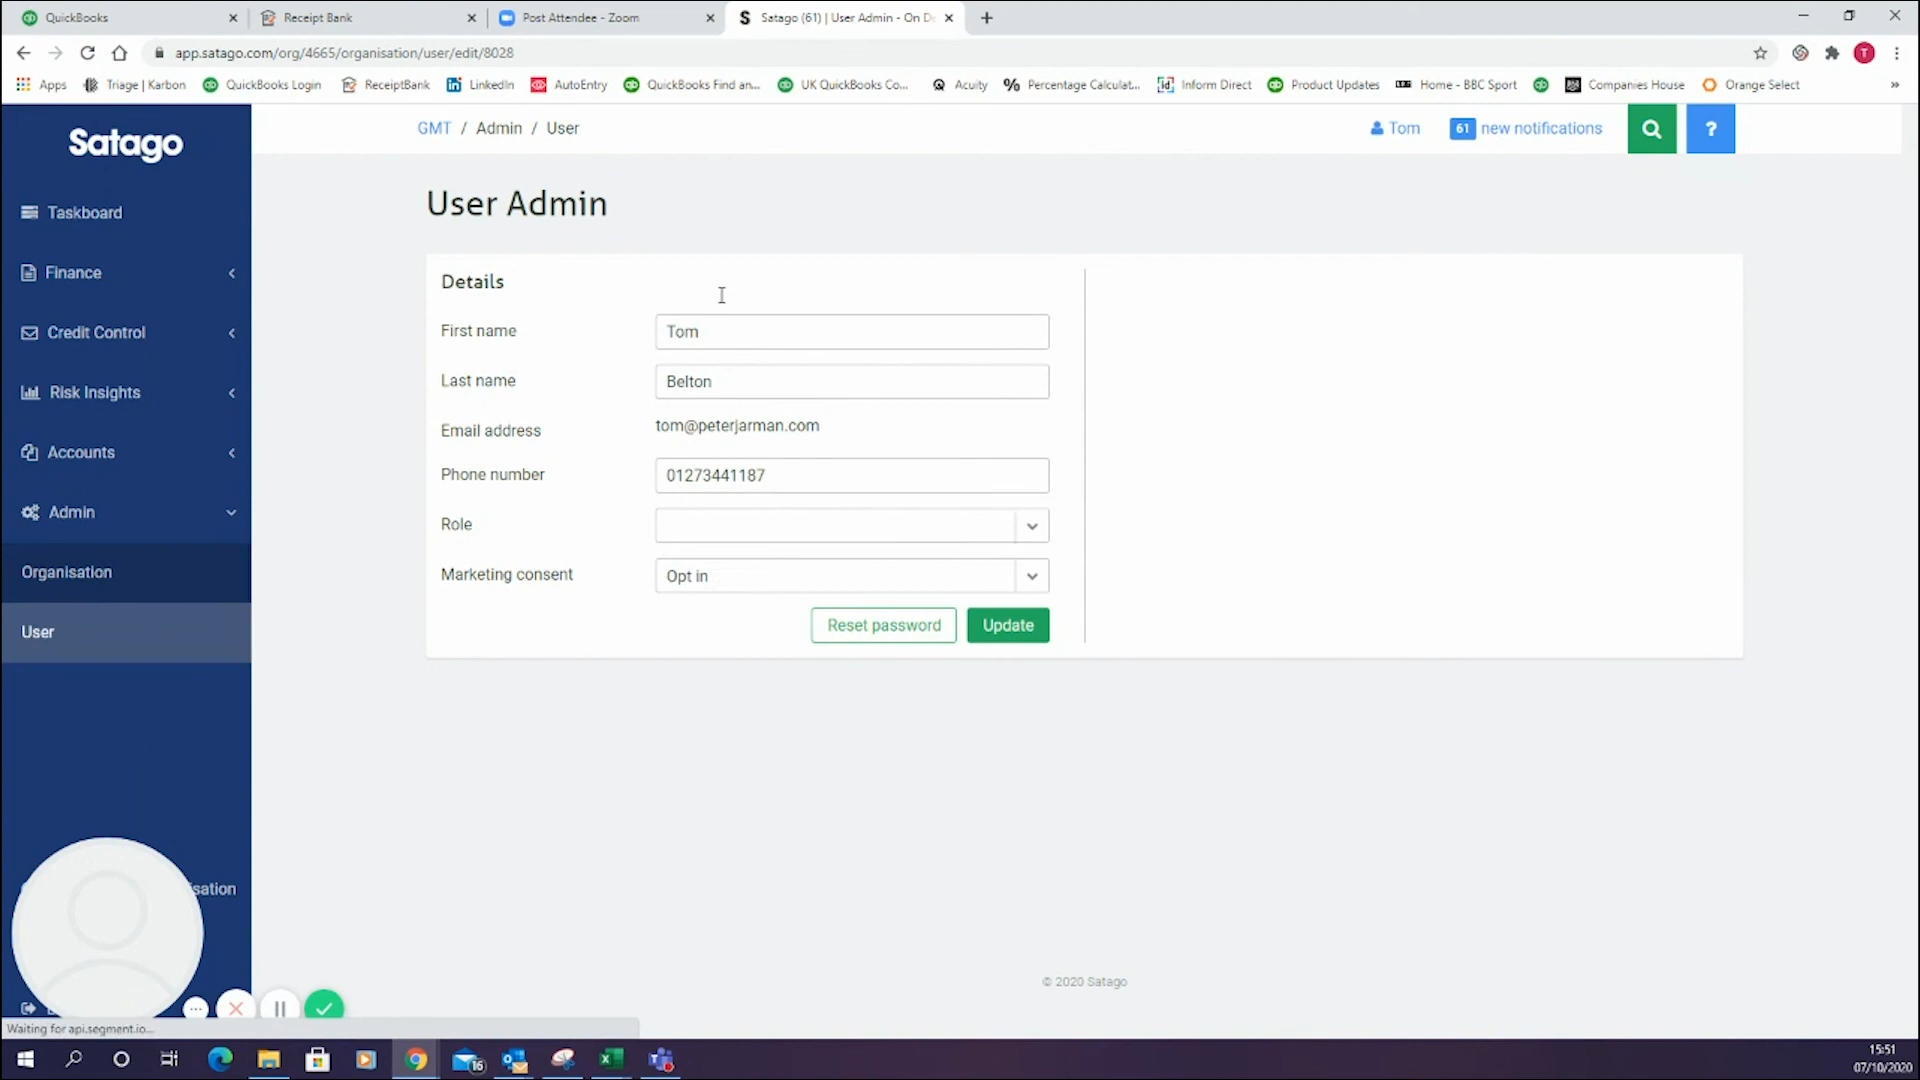 QuickBooks
Receipt Bank
Post Attendee - Zoom
Satago (61) | User Admin - On D
app.satago.com/org/4665/organisation/user/edit/8028
T
Apps
Triage | Karbon
QuickBooks Login
ReceiptBank
LinkedIn
AutoEntry
QuickBooks Find an...
UK QuickBooks Co...
Acuity
Percentage Calculat...
Inform Direct
Product Updates
Home - BBC Sport
Companies House
Orange Select
»
Satago
GMT / Admin / User
Tom
61 new notifications
?
Taskboard
Finance
Credit Control
Risk Insights
Accounts
Admin
Organisation
User
isation
User Admin
Details
First name
Tom
Last name
Belton
Email address
tom@peterjarman.com
Phone number
01273441187
Role
Marketing consent
Opt in
Reset password
Update
© 2020 Satago
Waiting for api.segment.io...
16
15:51
07/10/2020